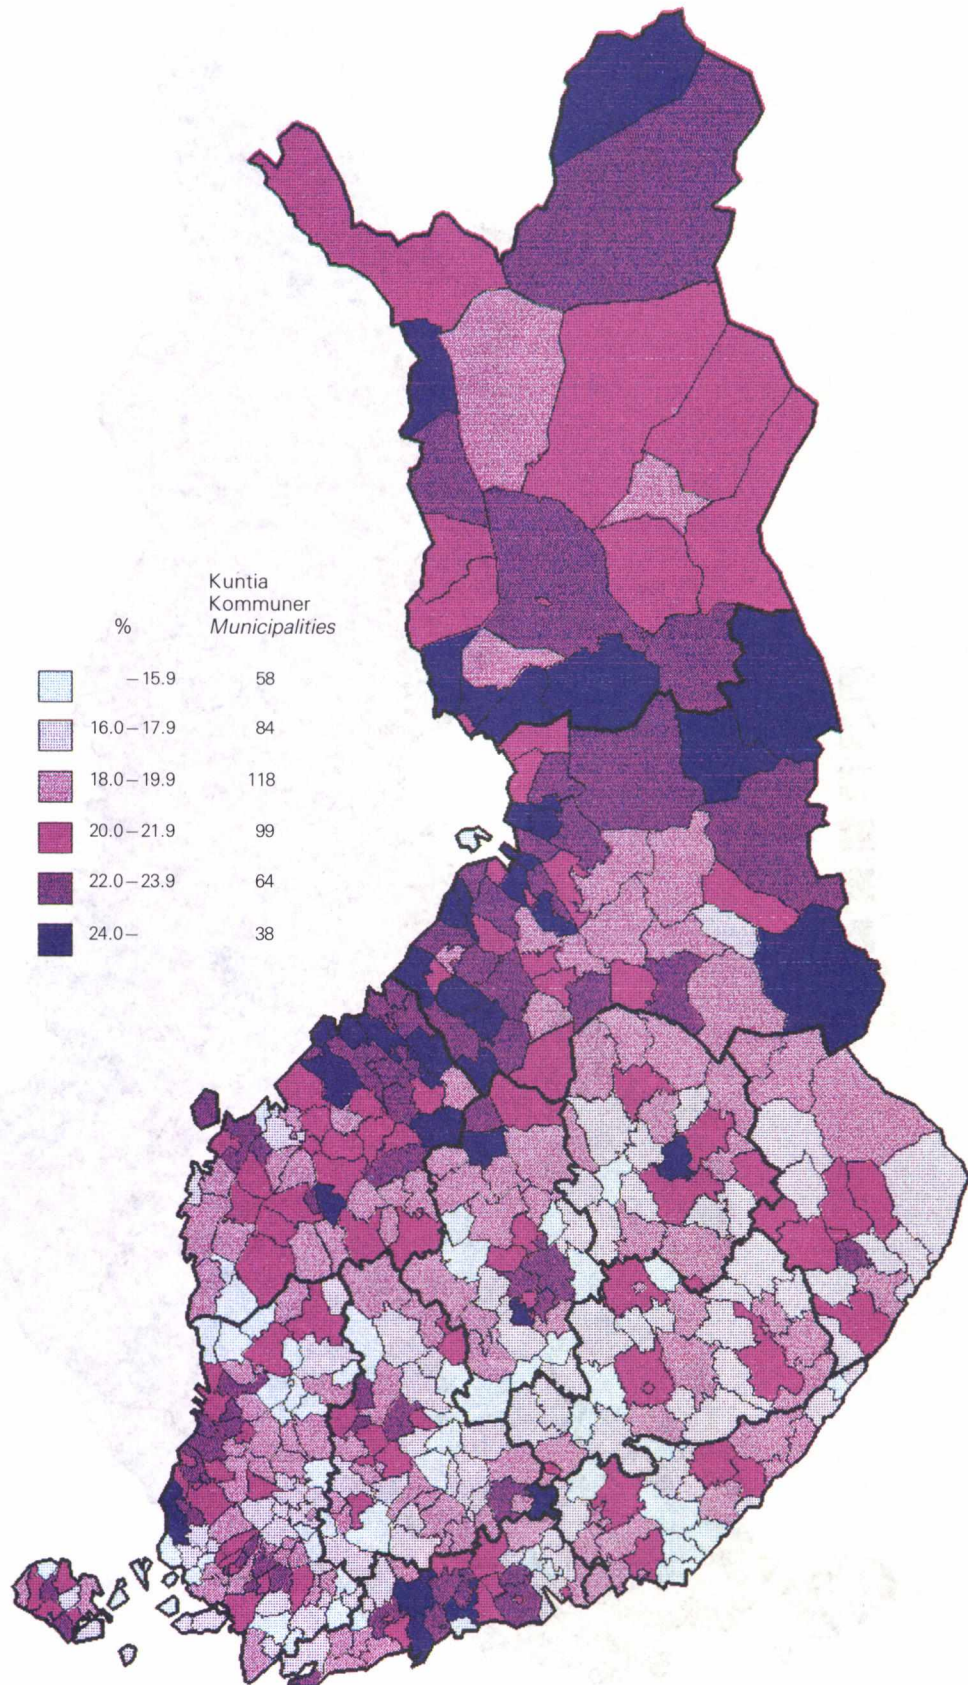 Kuntia
Kommuner
% Municipalities
–15.9 58
16.0–17.9 84
18.0–19.9 118
20.0–21.9 99
22.0–23.9 64
24.0– 38